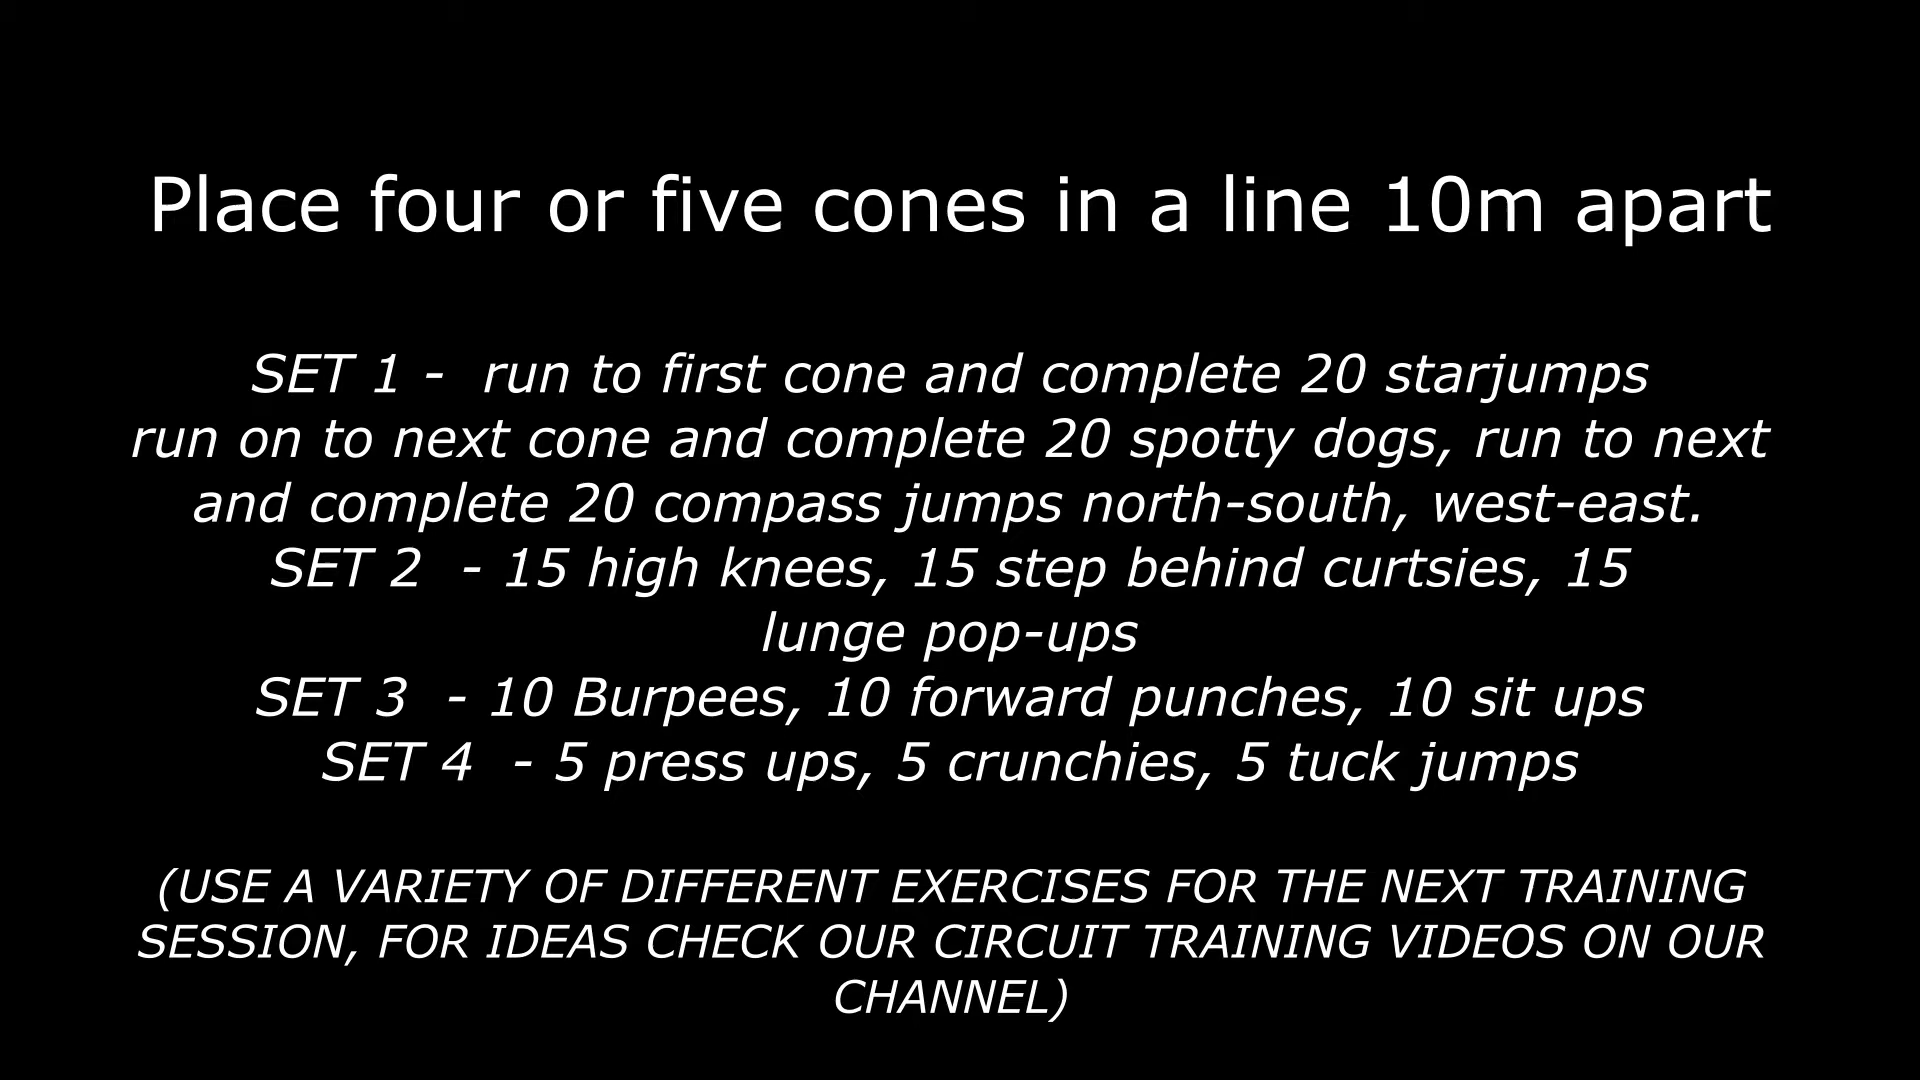 Place four or five cones in a line 10m apart
SET 1 -  run to first cone and complete 20 starjumps
run on to next cone and complete 20 spotty dogs, run to next
and complete 20 compass jumps north-south, west-east.
SET 2  - 15 high knees, 15 step behind curtsies, 15
lunge pop-ups
SET 3  - 10 Burpees, 10 forward punches, 10 sit ups
SET 4  - 5 press ups, 5 crunchies, 5 tuck jumps
(USE A VARIETY OF DIFFERENT EXERCISES FOR THE NEXT TRAINING
SESSION, FOR IDEAS CHECK OUR CIRCUIT TRAINING VIDEOS ON OUR
CHANNEL)